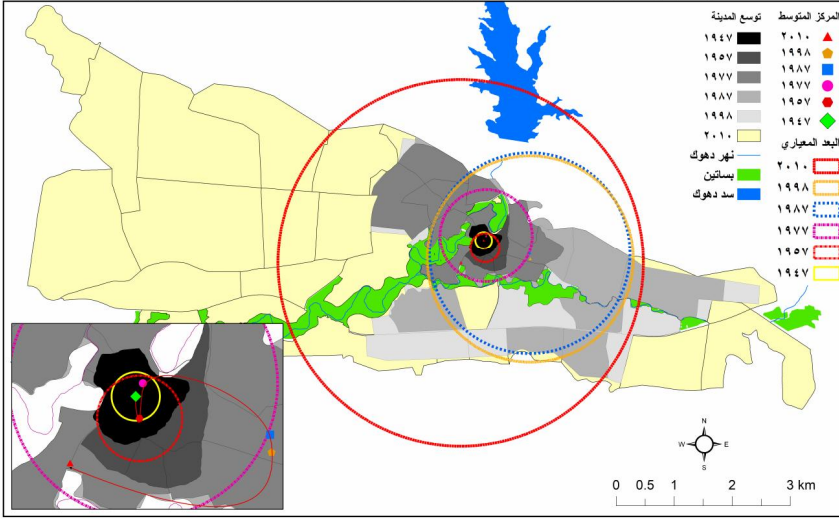 المركز المتوسط
٢٠١٠
١٩٩٨
١٩٨٧
١٩٧٧
١٩٥٧
١٩٤٧
البعد المعياري
٢٠١٠
١٩٩٨
١٩٨٧
١٩٧٧
١٩٥٧
١٩٤٧
توسع المدينة
١٩٤٧
١٩٥٧
١٩٧٧
١٩٨٧
١٩٩٨
٢٠١٠
نهر دهوك
بساتين
سد دهوك
N
W E
S
0 0.5 1 2 3 km